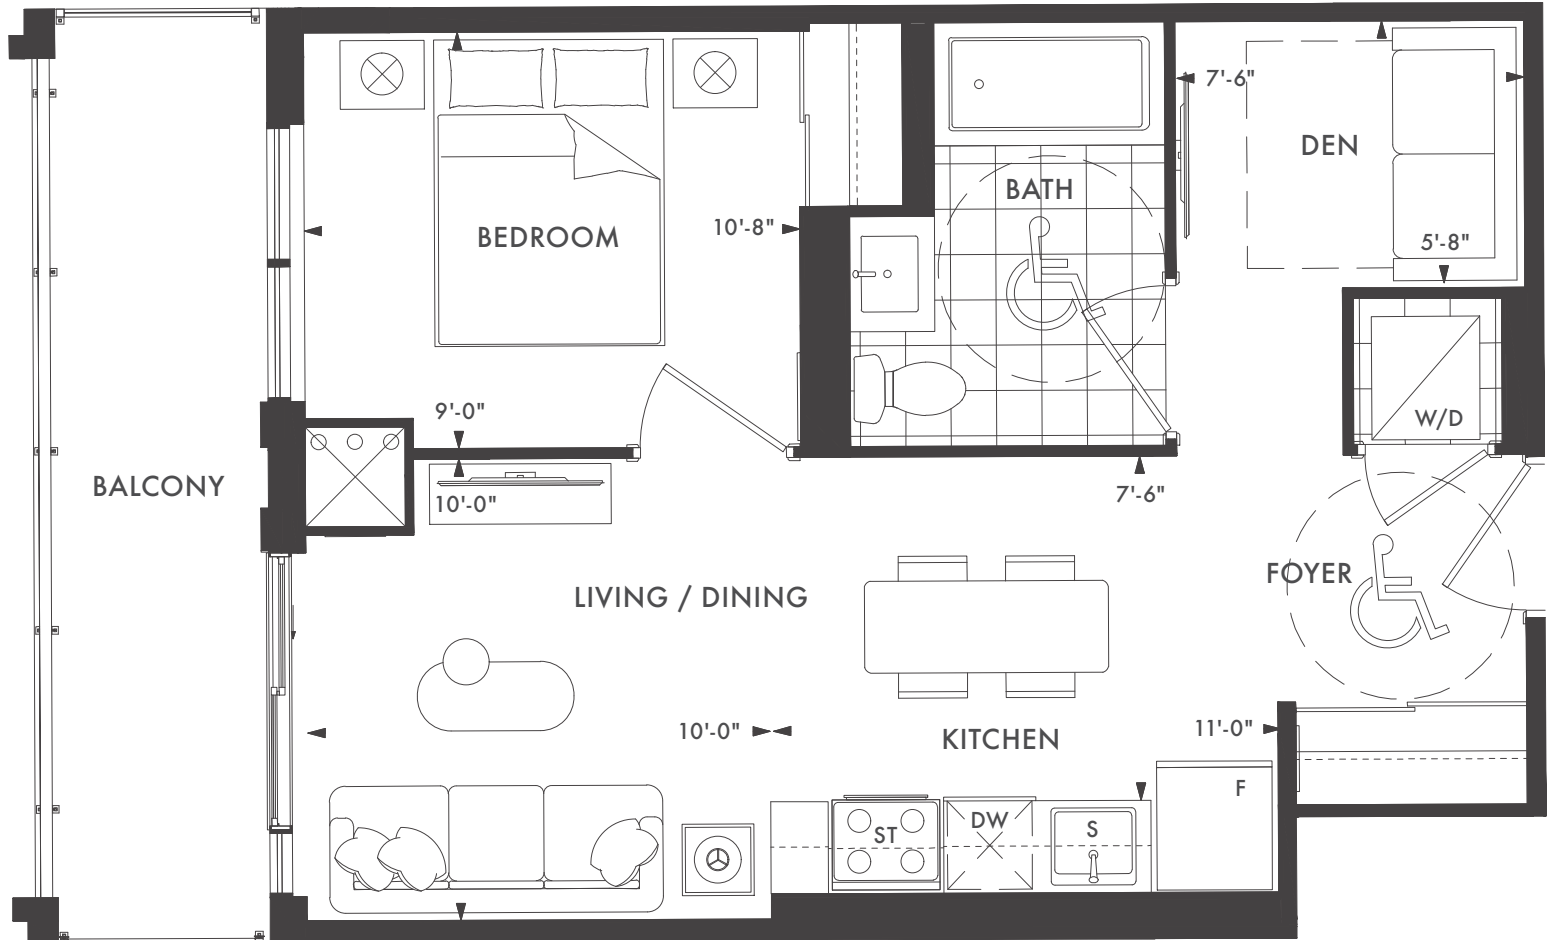 7'-6"
DEN
BATH
BEDROOM
10'-8"
5'-8"
9'-0"
W/D
BALCONY
10'-0"
7'-6"
FOYER
LIVING / DINING
10'-0"
KITCHEN
11'-0"
F
ST
DW
S